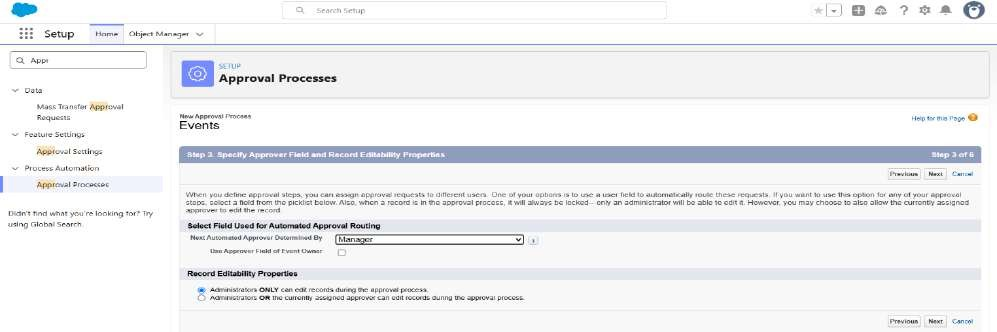 Search Setup
Setup
Home
Object Manager
Appr
Data
Mass Transfer Approval
Requests
Feature Settings
Approval Settings
Process Automation
Approval Processes
Didn't find what you're looking for? Try
using Global Search.
SETUP
Approval Processes
New Approval Process
Events
Help for this Page
Step 3. Specify Approver Field and Record Editability Properties
Step 3 of 6
Previous Next Cancel
When you define approval steps, you can assign approval requests to different users. One of your options is to use a user field to automatically route these requests. If you want to use this option for any of your approval
steps, select a field from the picklist below. Also, when a record is in the approval process, it will always be locked-- only an administrator will be able to edit it. However, you may choose to also allow the currently assigned
approver to edit the record.
Select Field Used for Automated Approval Routing
Next Automated Approver Determined By Manager i
Use Approver Field of Event Owner
Record Editability Properties
Administrators ONLY can edit records during the approval process.
Administrators OR the currently assigned approver can edit records during the approval process.
Previous Next Cancel